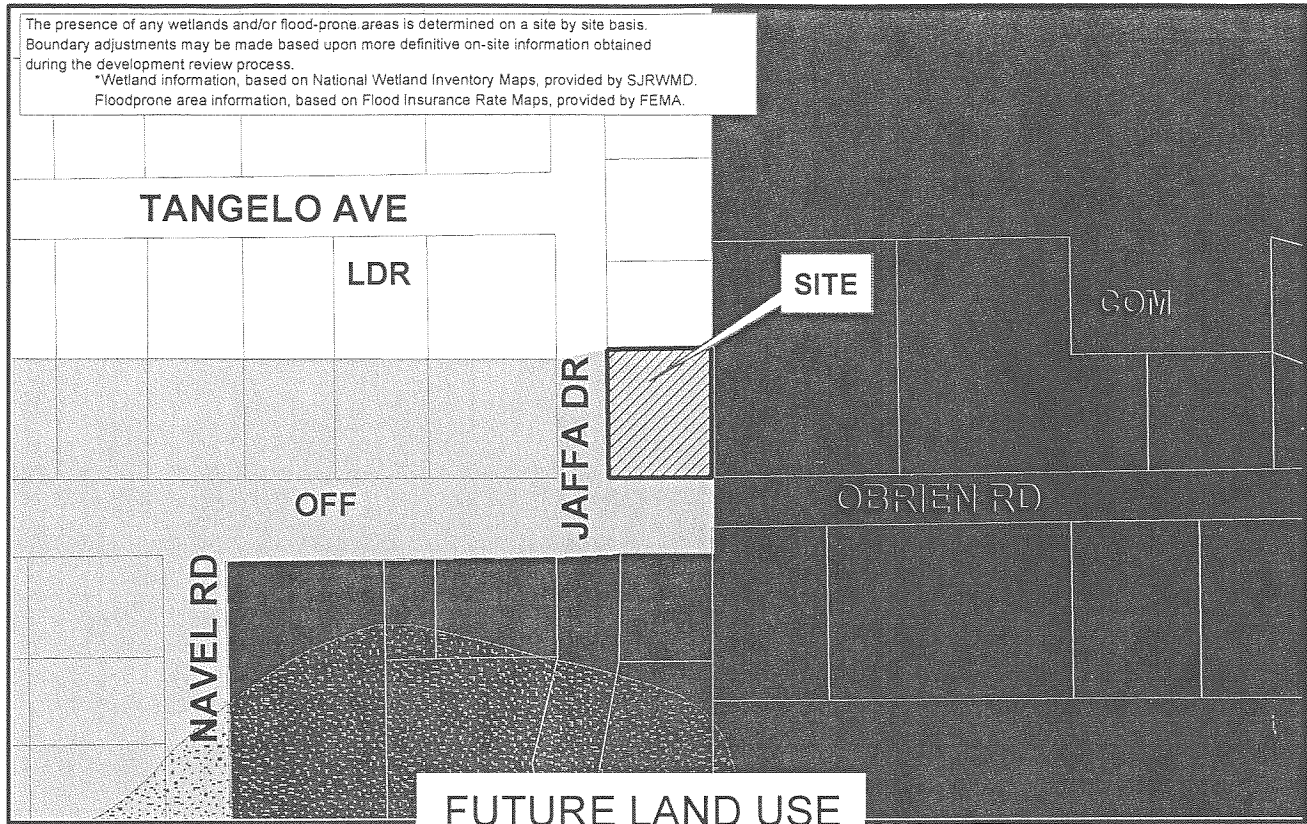 The presence of any wetlands and/or flood-prone areas is determined on a site by site basis.
Boundary adjustments may be made based upon more definitive on-site information obtained
during the development review process.
*Wetland information, based on National Wetland Inventory Maps, provided by SJRWMD.
Floodprone area information, based on Flood Insurance Rate Maps, provided by FEMA.
TANGELO AVE
LDR
SITE
COM
JAFFA DR
OFF
OBRIEN RD
NAVEL RD
FUTURE LAND USE